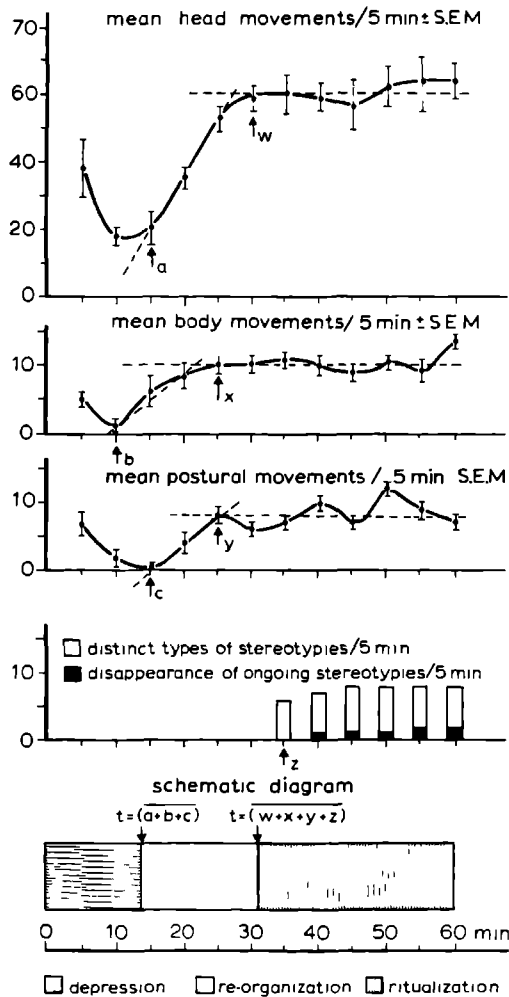 mean head movements/5 min ± S.E.M
70
60
40
20
0
w
a
mean body movements/ 5 min ± S E M
10
0
x
b
mean postural movements / 5 min S.E.M
10
0
y
c
distinct types of stereotypies/5 min
disappearance of ongoing stereotypies/5 min
10
0
z
schematic diagram
t=(a+b+c) t=(w+x+y+z)
0 10 20 30 40 50 60 min
depression re-organization ritualization